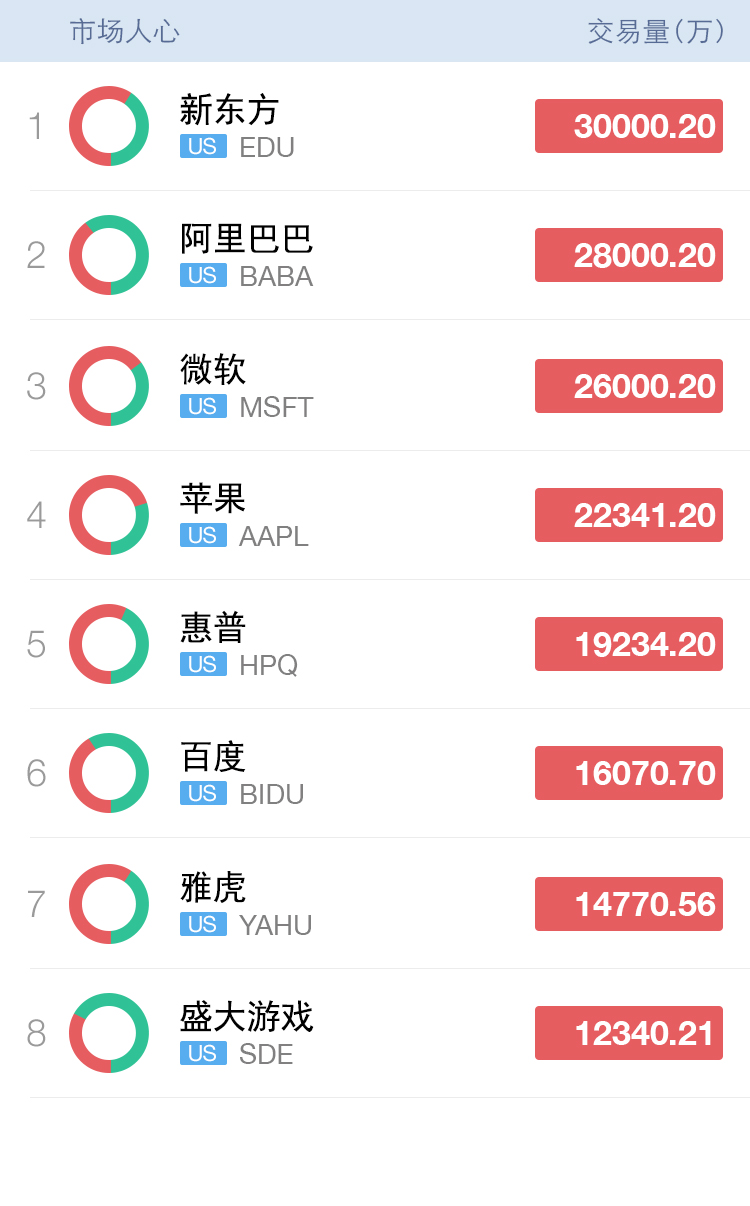 市场人心 交易量(万)
1 新东方 30000.20
US EDU
2 阿里巴巴 28000.20
US BABA
3 微软 26000.20
US MSFT
4 苹果 22341.20
US AAPL
5 惠普 19234.20
US HPQ
6 百度 16070.70
US BIDU
7 雅虎 14770.56
US YAHU
8 盛大游戏 12340.21
US SDE